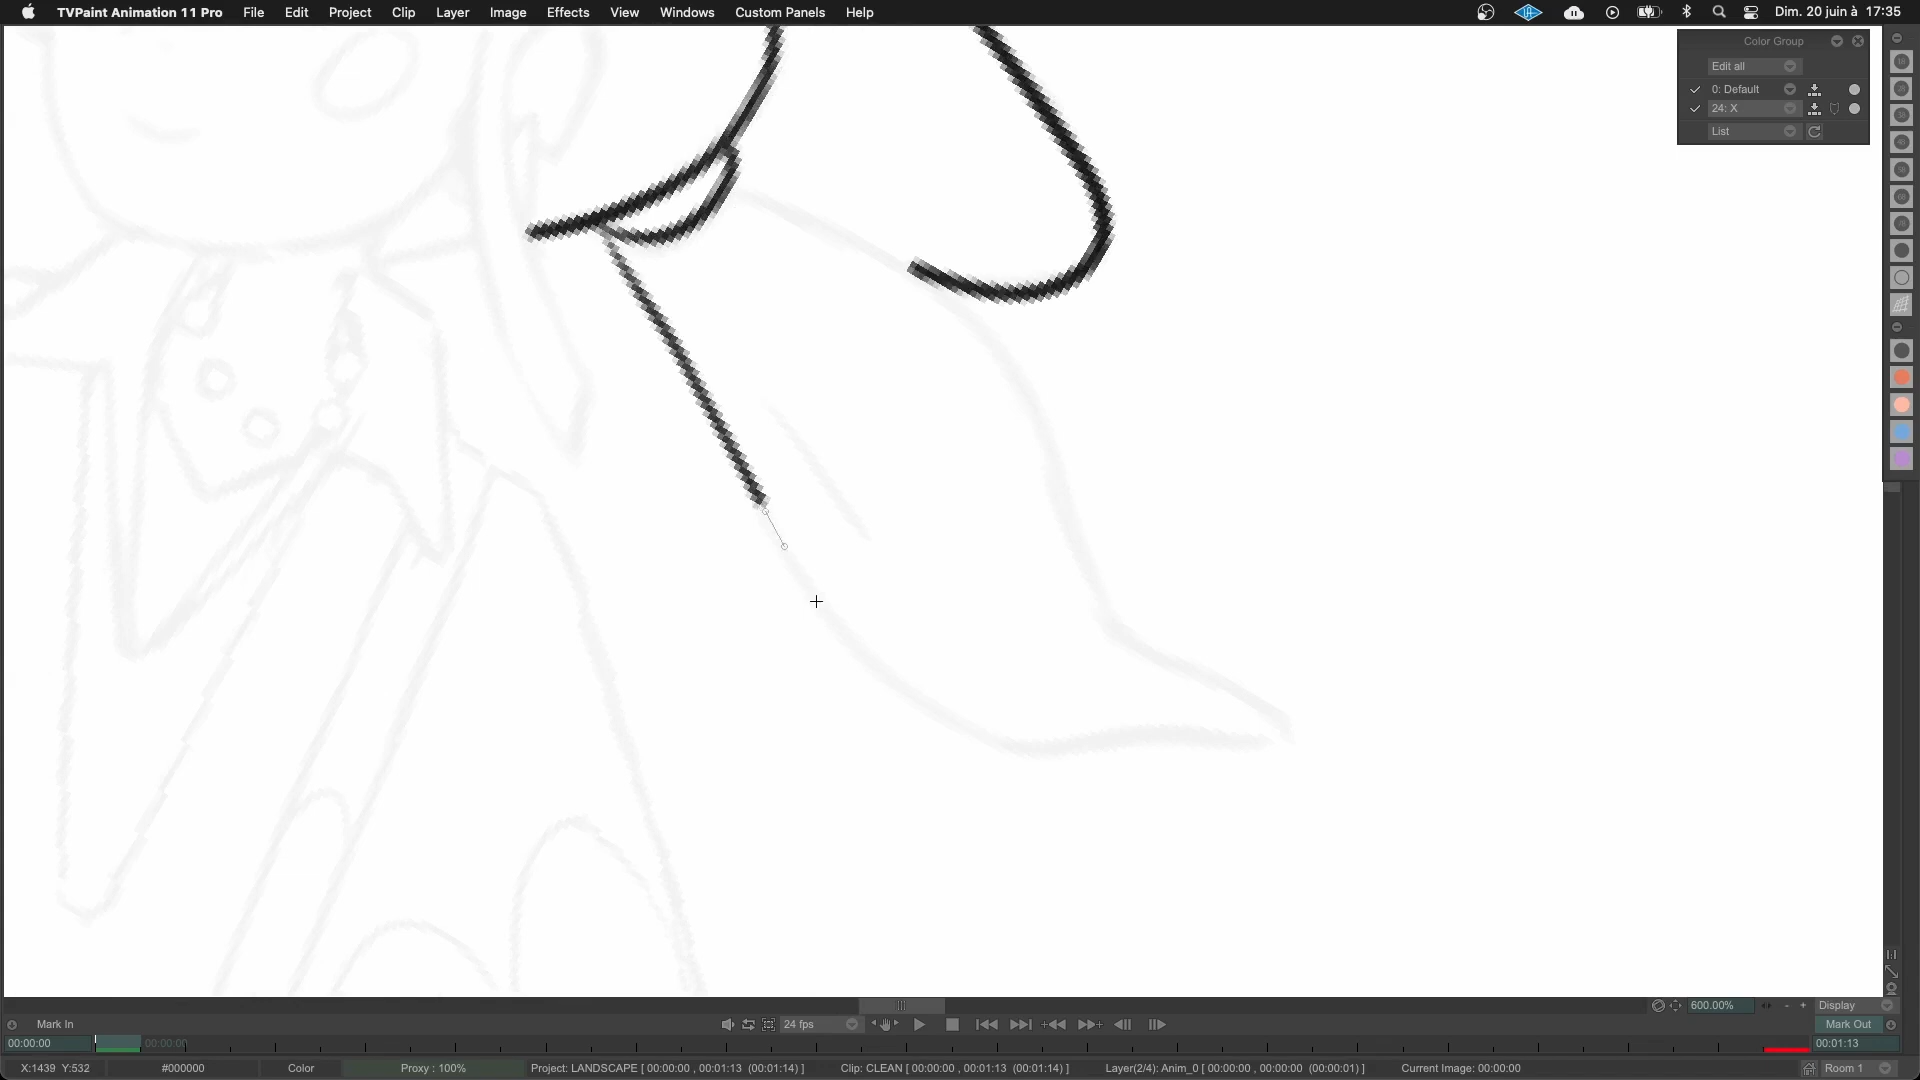 TVPaint Animation 11 Pro File Edit Project Clip Layer Image Effects View Windows Custom Panels Help Dim. 20 juin à 17:35
Color Group
Edit all
0: Default
24: X
List
600.00% - + Display
Mark In 24 fps Mark Out
00:00:00 00:00:00 00:01:13
X:1439 Y:532 #000000 Color Proxy : 100% Project: LANDSCAPE [ 00:00:00 , 00:01:13 (00:01:14) ] Clip: CLEAN [ 00:00:00 , 00:01:13 (00:01:14) ] Layer(2/4): Anim_0 [ 00:00:00 , 00:00:00 (00:00:01) ] Current Image: 00:00:00 Room 1